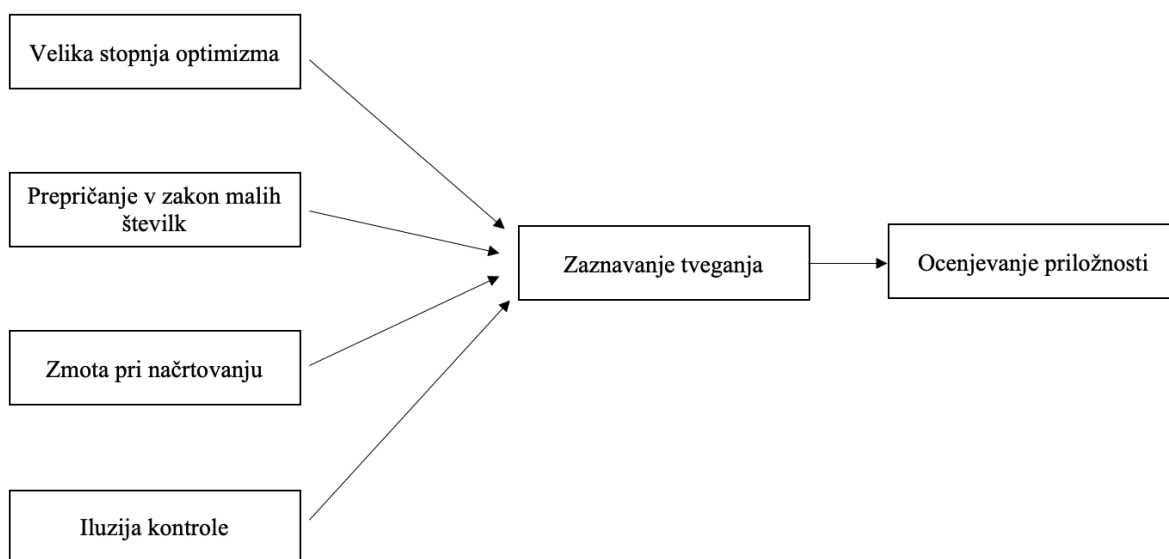 Velika stopnja optimizma
Prepričanje v zakon malih
številk
Zmota pri načrtovanju
Iluzija kontrole
Zaznavanje tveganja
Ocenjevanje priložnosti